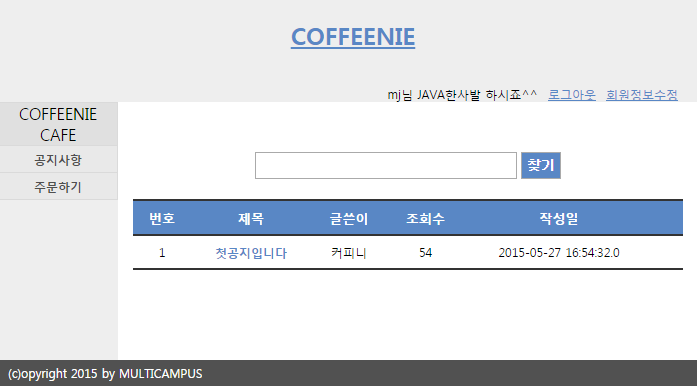 COFFEENIE
mj님 JAVA한사발 하시죠^^ 로그아웃 회원정보수정
COFFEENIE
CAFE
공지사항
주문하기
찾기
번호 제목 글쓴이 조회수 작성일
1 첫공지입니다 커피니 54 2015-05-27 16:54:32.0
(c)opyright 2015 by MULTICAMPUS